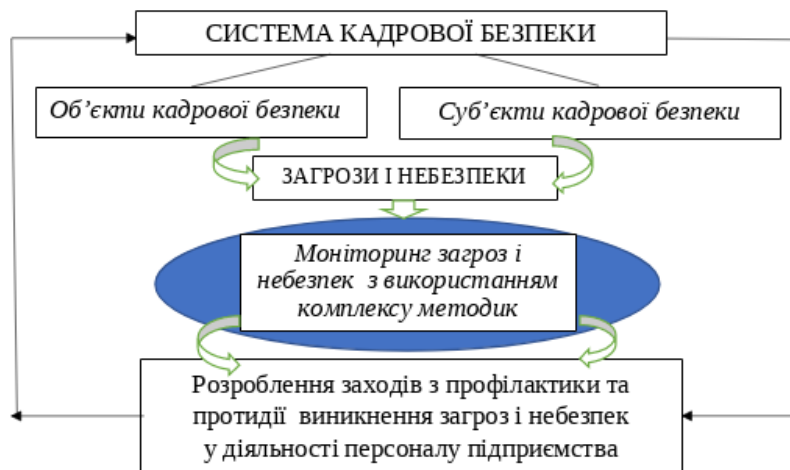 СИСТЕМА КАДРОВОЇ БЕЗПЕКИ
Об’єкти кадрової безпеки
Суб’єкти кадрової безпеки
ЗАГРОЗИ І НЕБЕЗПЕКИ
Моніторинг загроз і
небезпек з використанням
комплексу методик
Розроблення заходів з профілактики та
протидії виникнення загроз і небезпек
у діяльності персоналу підприємства